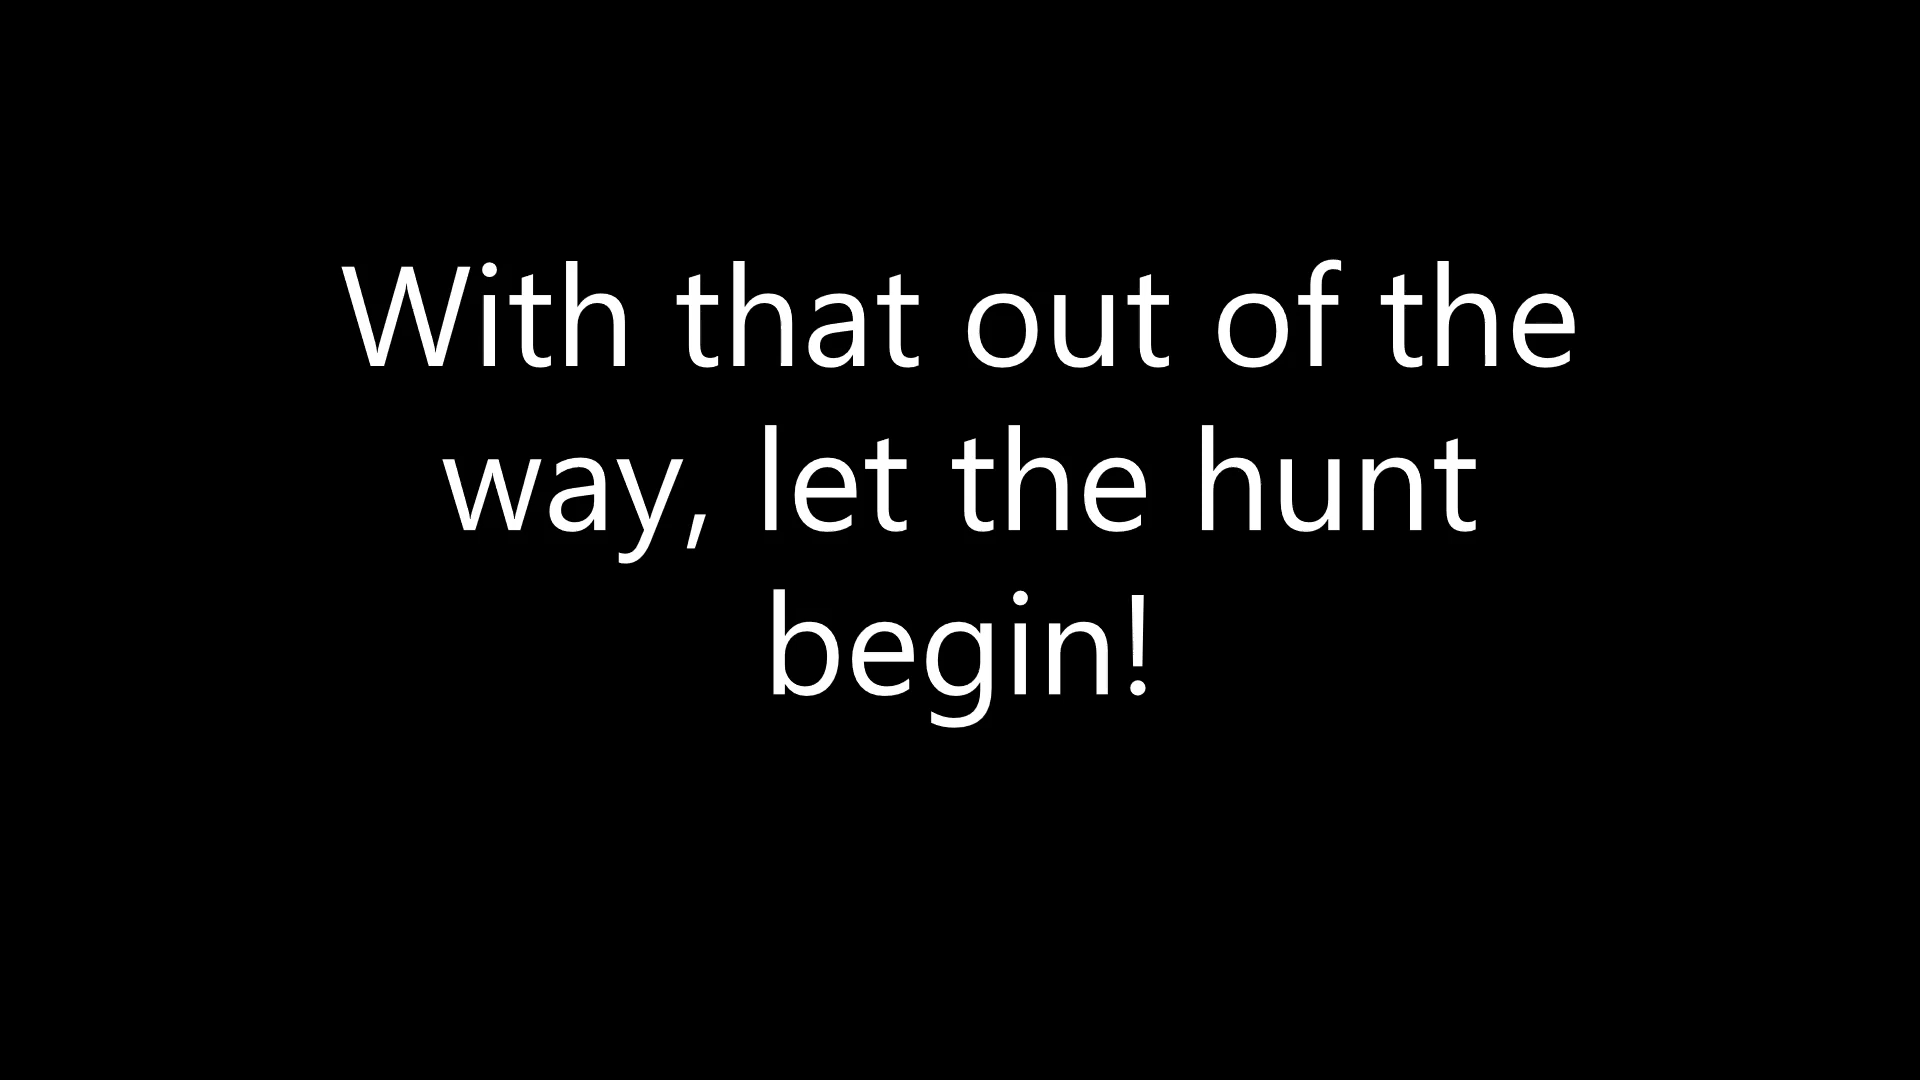 With that out of the
way, let the hunt
begin!